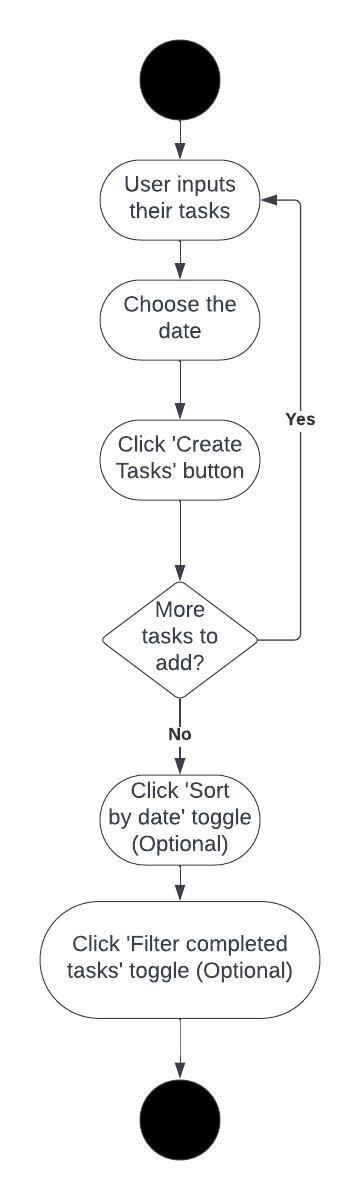 User inputs
their tasks
Choose the
date
Click 'Create
Tasks' button
Yes
More
tasks to
add?
No
Click 'Sort
by date' toggle
(Optional)
Click 'Filter completed
tasks' toggle (Optional)